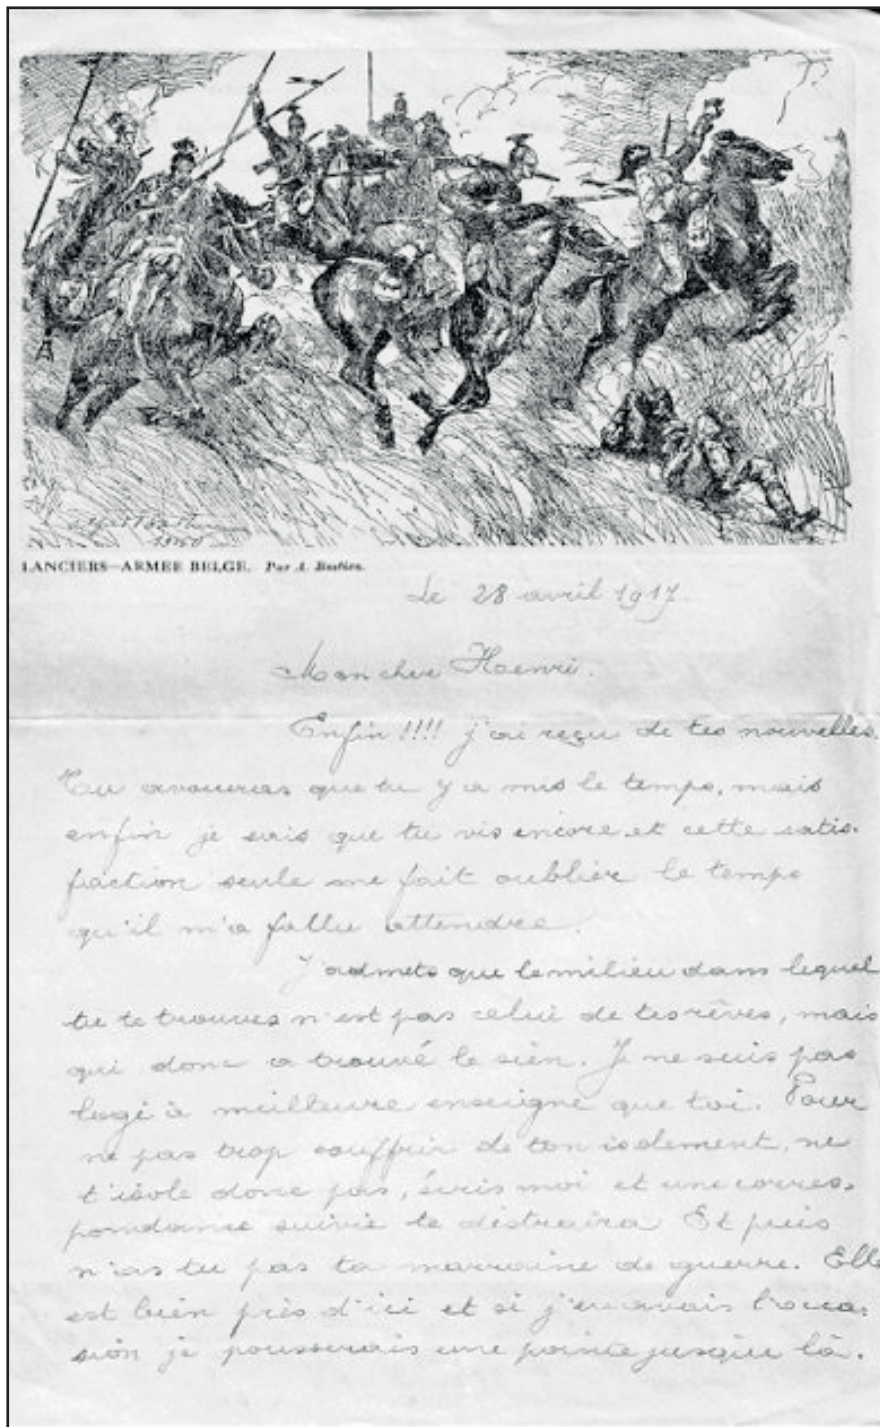 LANCIERS—ARMEE BELGE. Par A. Bastien.
Le 28 avril 1917.
Mon cher Henri.
Enfin !!!! j'ai reçu de tes nouvelles.
Tu avoueras que tu y a mis le temps, mais
enfin je sais que tu vis encore et cette satis-
faction seule me fait oublier le temps
qu'il m'a fallu attendre.
J'admets que le milieu dans lequel
tu te trouves n'est pas celui de tes rêves, mais
qui donc a trouvé le sien. Je ne suis pas
logé à meilleure enseigne que toi. Pour
ne pas trop souffrir de ton isolement, ne
t'isole donc pas, écris moi et une corres-
pondance suivie te distraira. Et puis
n'as tu pas ta marraine de guerre. Elle
est bien près d'ici et si j'en avais l'occa-
sion je pousserais une pointe jusque là.